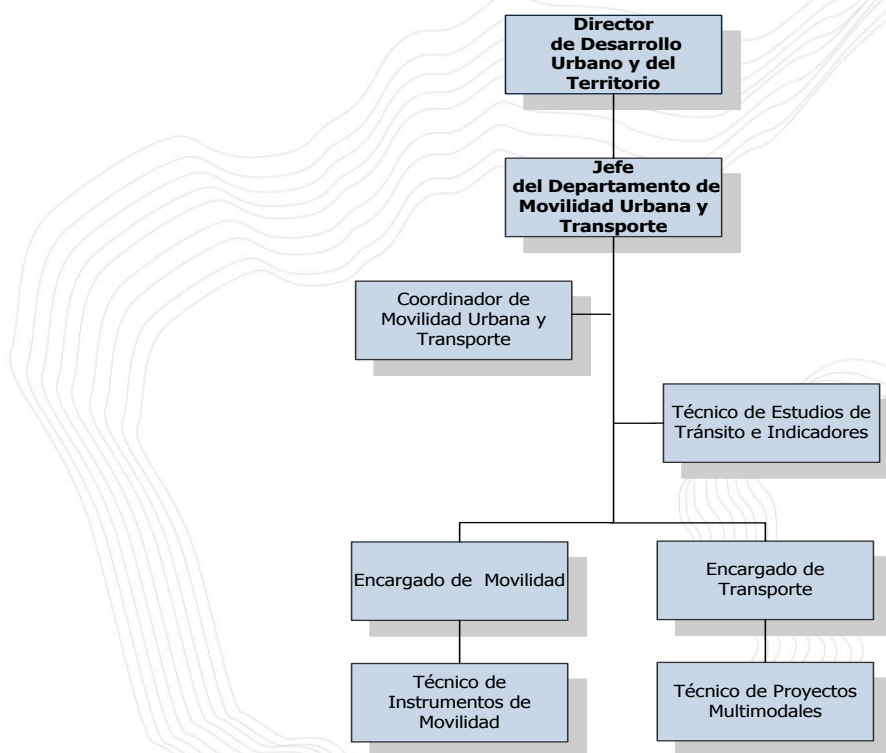 Director
de Desarrollo
Urbano y del
Territorio
Jefe
del Departamento de
Movilidad Urbana y
Transporte
Coordinador de
Movilidad Urbana y
Transporte
Técnico de Estudios de
Tránsito e Indicadores
Encargado de Movilidad
Encargado de
Transporte
Técnico de
Instrumentos de
Movilidad
Técnico de Proyectos
Multimodales